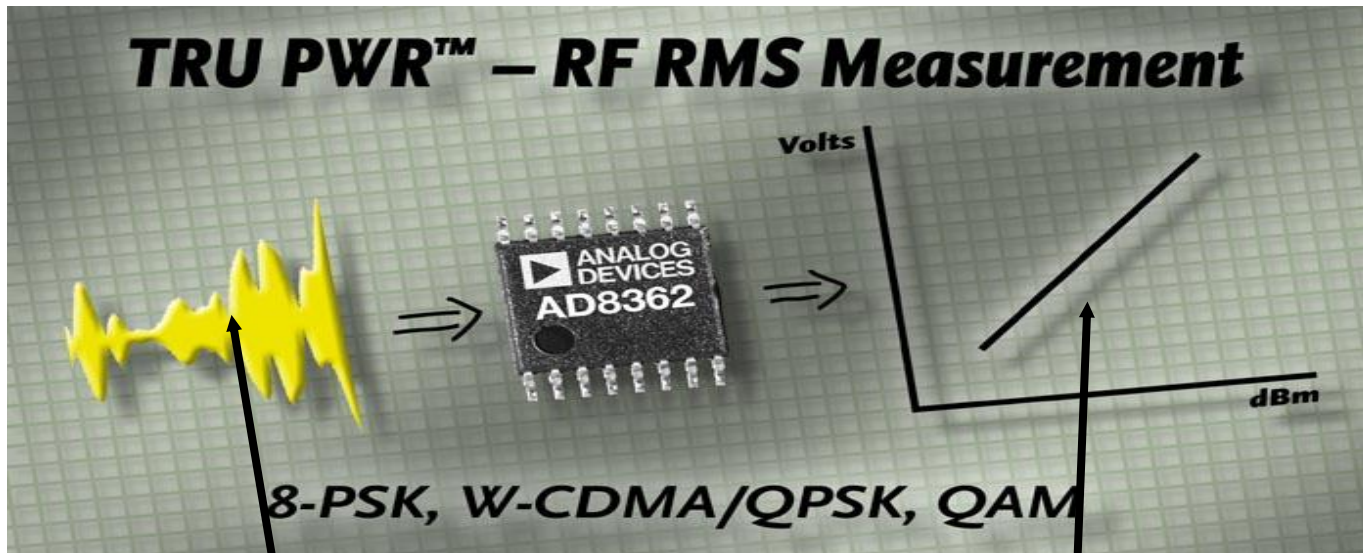 TRU PWR™ – RF RMS Measurement
Volts
ANALOG
DEVICES
AD8362
dBm
8-PSK, W-CDMA/QPSK, QAM